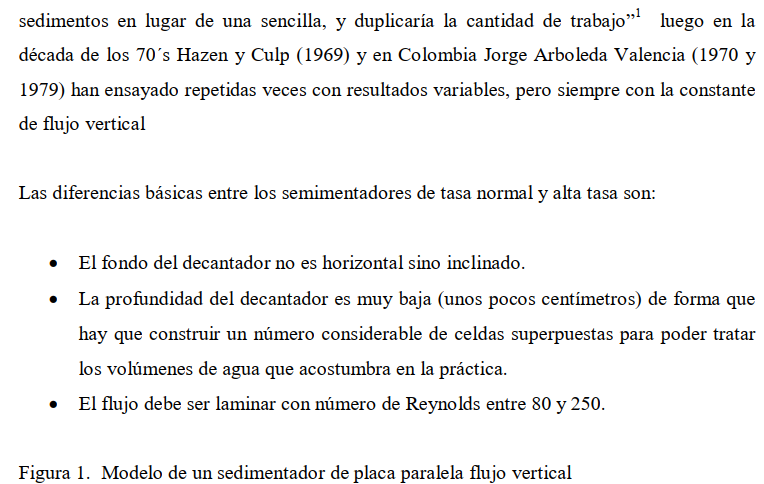 sedimentos en lugar de una sencilla, y duplicaría la cantidad de trabajo”¹ luego en la
década de los 70´s Hazen y Culp (1969) y en Colombia Jorge Arboleda Valencia (1970 y
1979) han ensayado repetidas veces con resultados variables, pero siempre con la constante
de flujo vertical
Las diferencias básicas entre los semimentadores de tasa normal y alta tasa son:
• El fondo del decantador no es horizontal sino inclinado.
• La profundidad del decantador es muy baja (unos pocos centímetros) de forma que
hay que construir un número considerable de celdas superpuestas para poder tratar
los volúmenes de agua que acostumbra en la práctica.
• El flujo debe ser laminar con número de Reynolds entre 80 y 250.
Figura 1. Modelo de un sedimentador de placa paralela flujo vertical